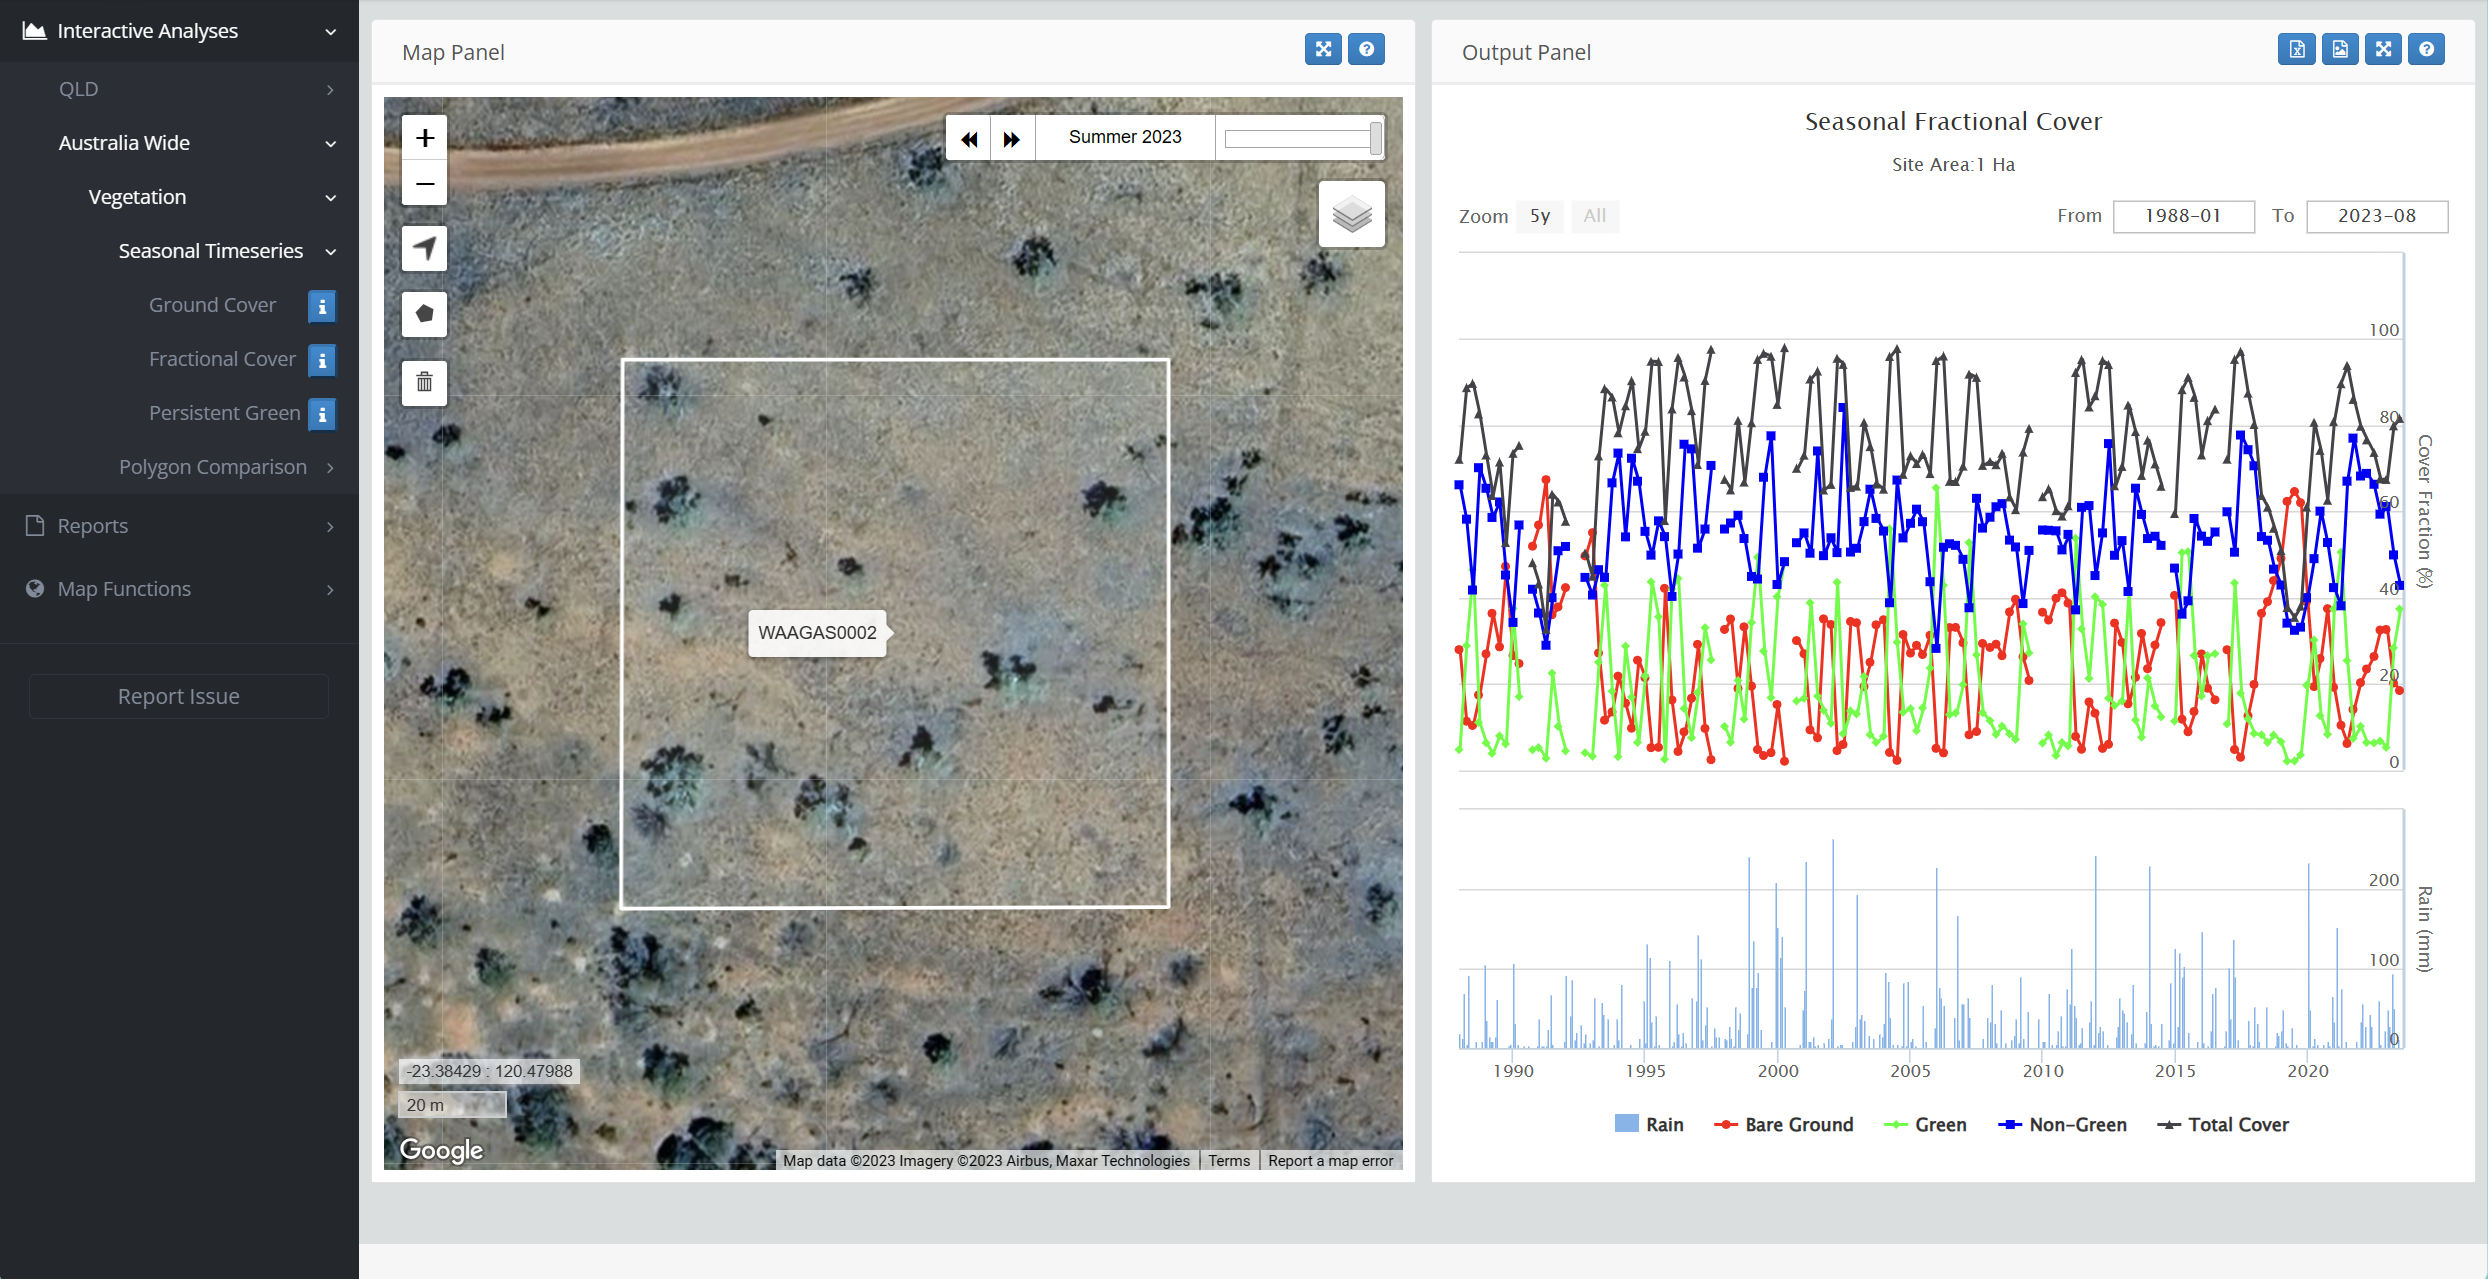 Interactive Analyses
QLD
Australia Wide
Vegetation
Seasonal Timeseries
Ground Cover
Fractional Cover
Persistent Green
Polygon Comparison
Reports
Map Functions
Report Issue
Map Panel
+
−
Summer 2023
WAAGAS0002
-23.38429 : 120.47988
20 m
Google
Map data ©2023 Imagery ©2023 Airbus, Maxar Technologies
Terms
Report a map error
Output Panel
Seasonal Fractional Cover
Site Area:1 Ha
Zoom 5y All
From 1988-01 To 2023-08
100
80
60
40
20
0
Cover Fraction (%)
200
100
0
Rain (mm)
1990 1995 2000 2005 2010 2015 2020
Rain Bare Ground Green Non-Green Total Cover